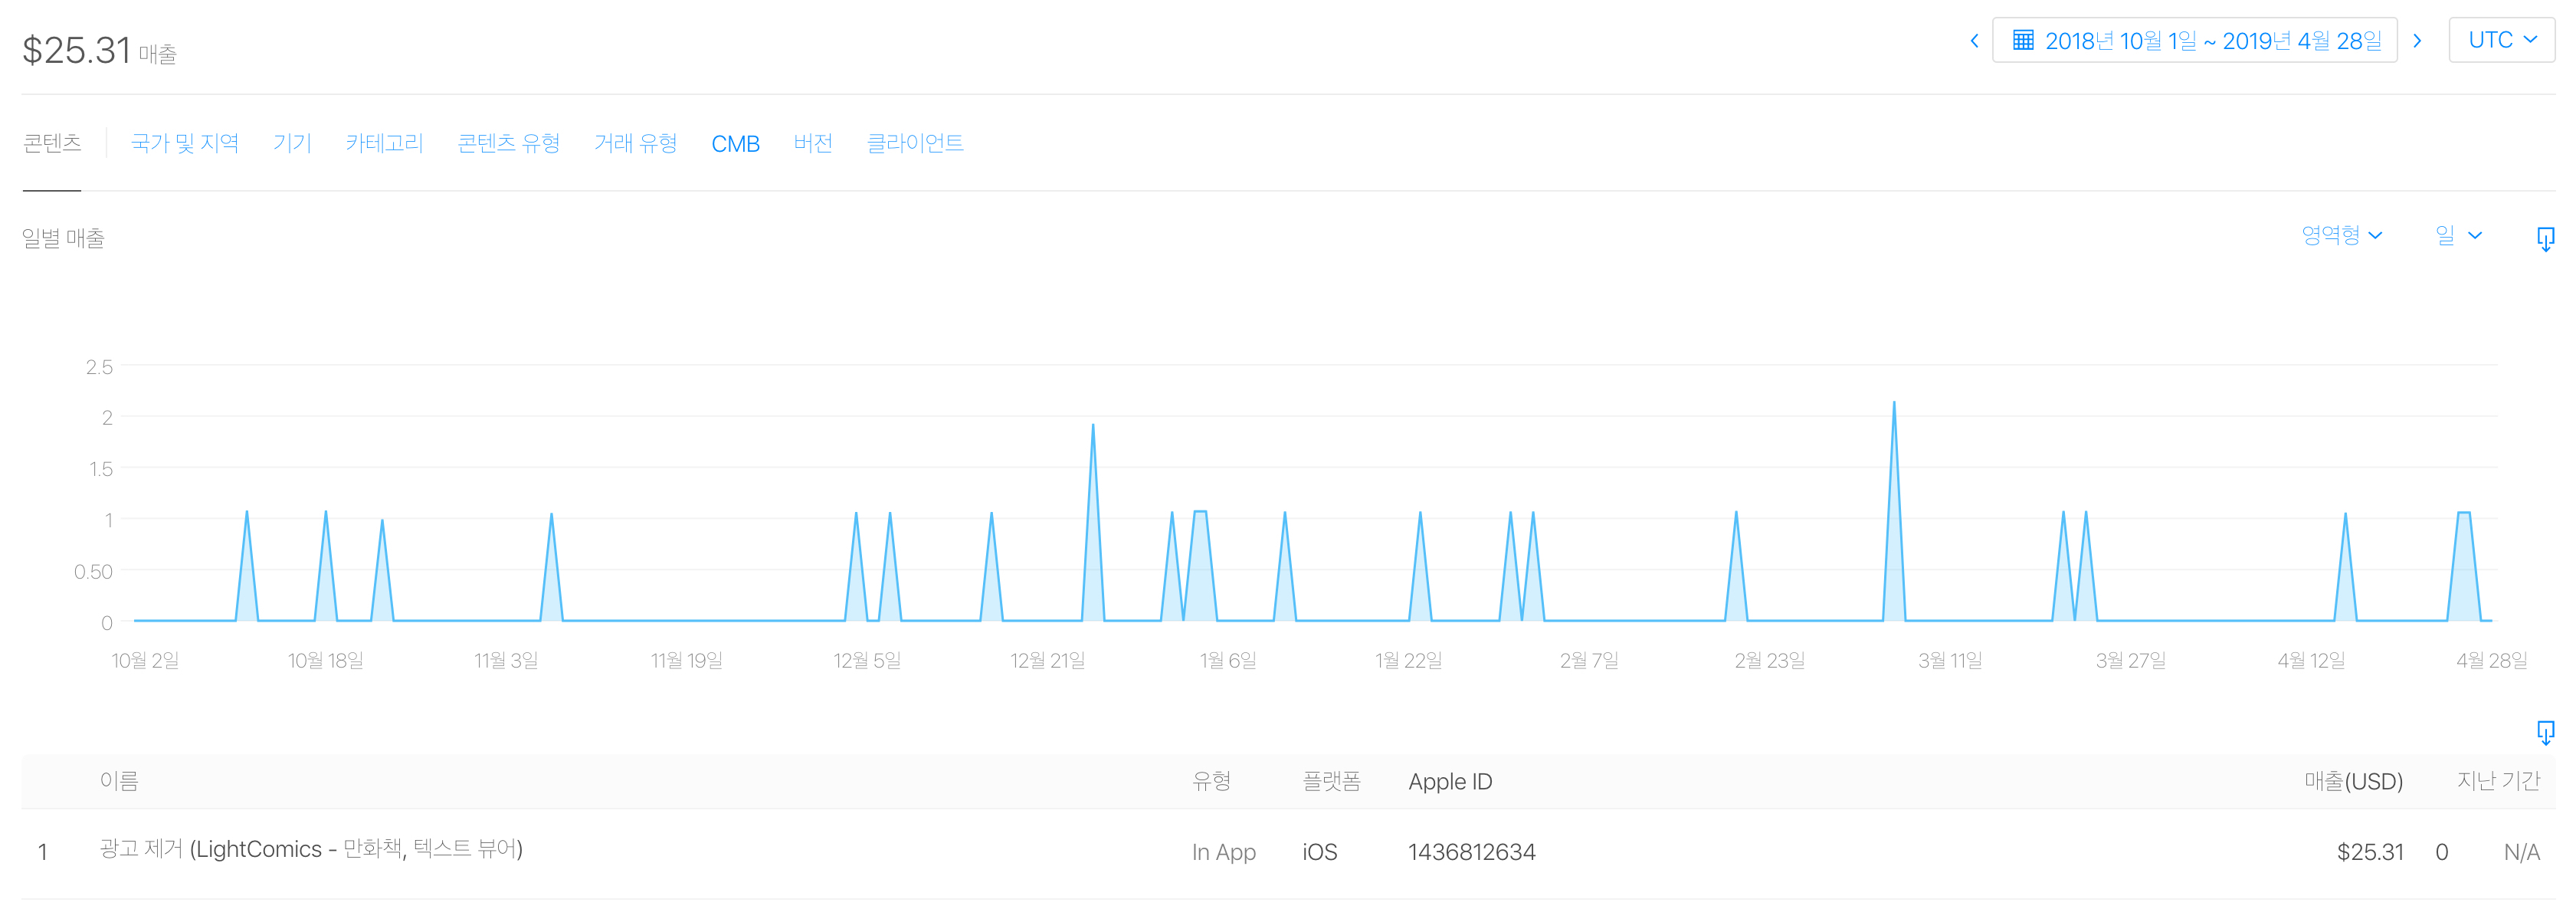 $25.31 매출
2018년 10월 1일 ~ 2019년 4월 28일
UTC
콘텐츠 국가 및 지역 기기 카테고리 콘텐츠 유형 거래 유형 CMB 버전 클라이언트
일별 매출
영역형 일
2.5
2
1.5
1
0.50
0
10월 2일 10월 18일 11월 3일 11월 19일 12월 5일 12월 21일 1월 6일 1월 22일 2월 7일 2월 23일 3월 11일 3월 27일 4월 12일 4월 28일
이름 유형 플랫폼 Apple ID 매출(USD) 지난 기간
1 광고 제거 (LightComics - 만화책, 텍스트 뷰어) In App iOS 1436812634 $25.31 0 N/A